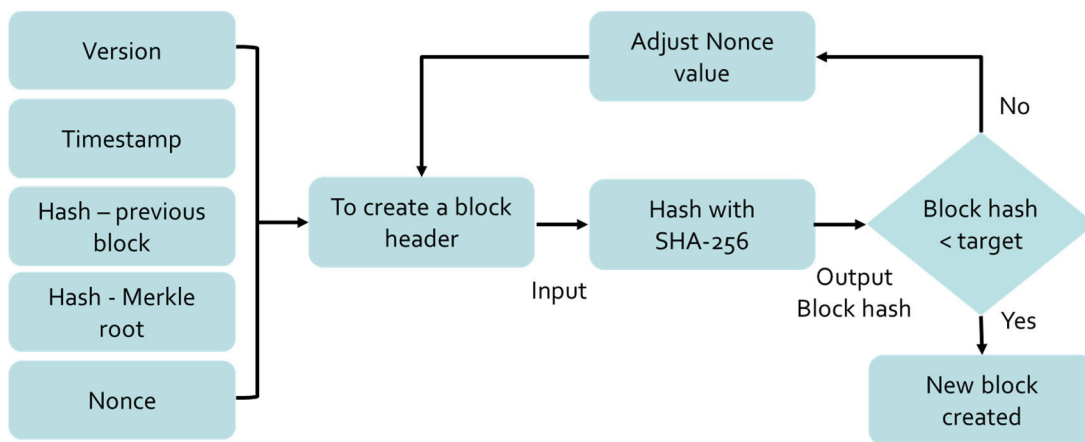 Version
Timestamp
Hash – previous
block
Hash - Merkle
root
Nonce
To create a block
header
Adjust Nonce
value
Input
Hash with
SHA-256
Output
Block hash
Block hash
< target
No
Yes
New block
created